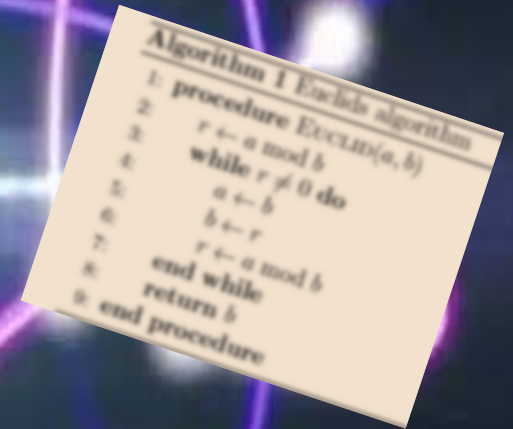 Algorithm 1 Euclids algorithm
1: procedure EUCLID(a, b)
2: r ← a mod b
3: while r ≠ 0 do
4: a ← b
5: b ← r
6: r ← a mod b
7: end while
8: return b
9: end procedure